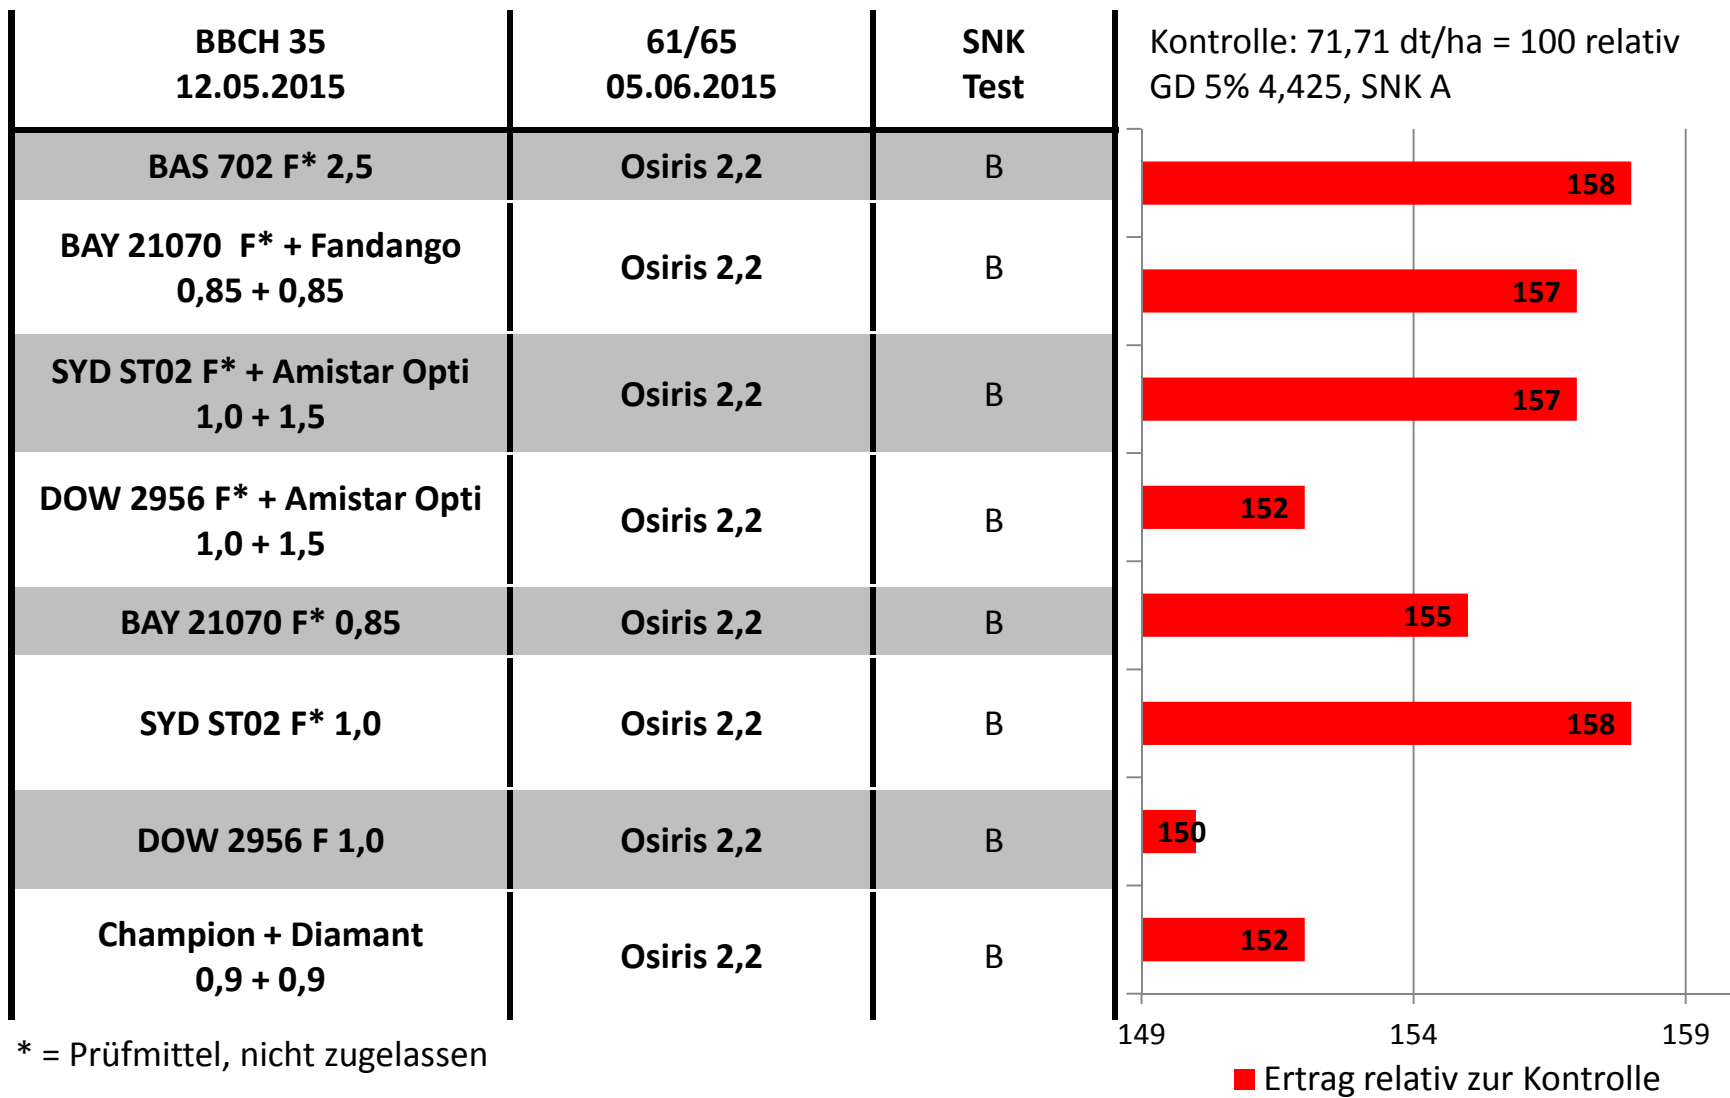 BBCH 35
12.05.2015
61/65
05.06.2015
SNK
Test
Kontrolle: 71,71 dt/ha = 100 relativ
GD 5% 4,425, SNK A
BAS 702 F* 2,5
Osiris 2,2
B
158
BAY 21070  F* + Fandango
0,85 + 0,85
Osiris 2,2
B
157
SYD ST02 F* + Amistar Opti
1,0 + 1,5
Osiris 2,2
B
157
DOW 2956 F* + Amistar Opti
1,0 + 1,5
Osiris 2,2
B
152
BAY 21070 F* 0,85
Osiris 2,2
B
155
SYD ST02 F* 1,0
Osiris 2,2
B
158
DOW 2956 F 1,0
Osiris 2,2
B
150
Champion + Diamant
0,9 + 0,9
Osiris 2,2
B
152
149 154 159
* = Prüfmittel, nicht zugelassen
Ertrag relativ zur Kontrolle